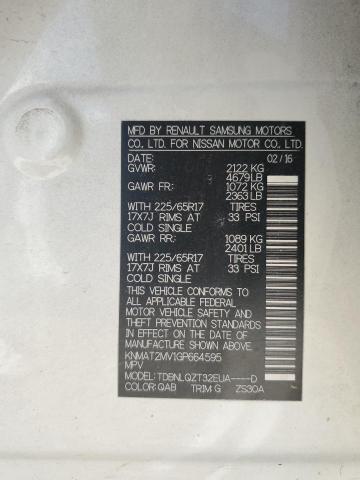 MFD BY RENAULT SAMSUNG MOTORS
CO. LTD. FOR NISSAN MOTOR CO., LTD.
DATE: 02/16
GVWR: 2122 KG
4679 LB
GAWR FR: 1072 KG
2363 LB
WITH 225/65R17 TIRES
17X7J RIMS AT 33 PSI
COLD SINGLE
GAWR RR: 1089 KG
2401 LB
WITH 225/65R17 TIRES
17X7J RIMS AT 33 PSI
COLD SINGLE
THIS VEHICLE CONFORMS TO
ALL APPLICABLE FEDERAL
MOTOR VEHICLE SAFETY AND
THEFT PREVENTION STANDARDS
IN EFFECT ON THE DATE OF
MANUFACTURE SHOWN ABOVE.
KNMAT2MV1GP664595
MPV
MODEL: TDBNLQZT32EUA----D
COLOR: QAB TRIM: G ZS30A